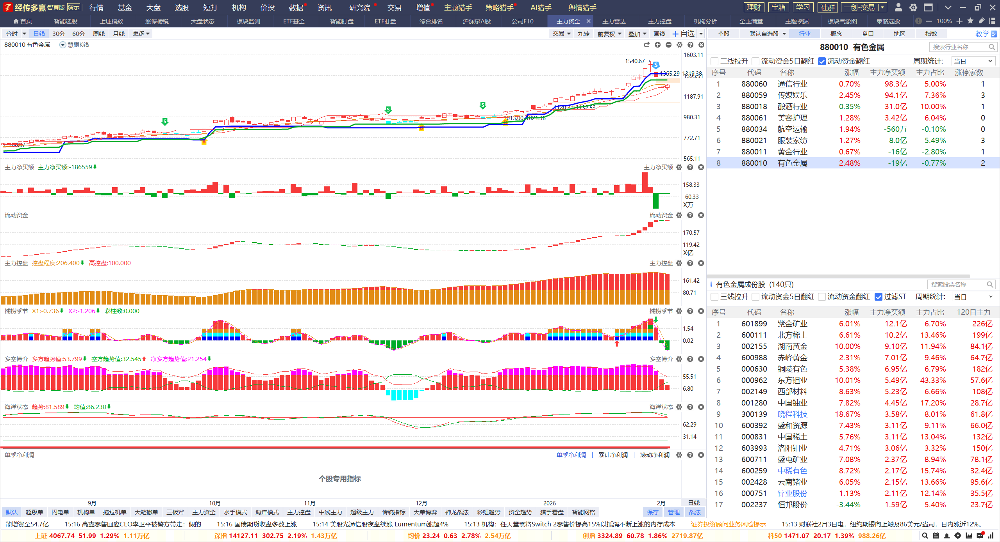 经传多赢 智尊版 演示 行情 基金 大盘 选股 短打 机构 价投 数据 资讯 研究院 交易 增值 主题猎手 策略猎手 AI猎手 舆情猎手 理财 宝箱 学习 社群 一创-交易
首页 智能选股 上证指数 涨停棱镜 大盘状态 板块监测 ETF基金 智能盯盘 ETF盯盘 综合排名 沪深京A股 公司F10 主力资金 主力雷达 主力控盘 机构分析 金玉满堂 主题挖掘 板块气象图 策略选股 100%
分时 日线 30分 60分 周线 月线 更多 交易 九转 前复权 叠加 画线 自选
880010 有色金属 慧眼K线
1603.11
1540.67
1365.29-1319.38
1393.51
1187.91
1120.21-1132.53
1013.00-1021.38
980.31
772.71
700.07
565.11
主力净买额 主力净买额:-186559 主力净买额
158.33
-60.33
X万
流动资金 流动资金
170.57
119.42
X亿
主力控盘 控盘程度:206.400 高控盘:100.000 主力控盘
161.42
80.71
捕捞季节 X1:-0.736 X2:-1.206 彩柱数:0.000 捕捞季节
1.54
0.02
多空博弈 多方趋势值:53.799 空方趋势值:32.545 净多方趋势值:21.254 多空博弈
55.51
6.80
海洋状态 趋势:81.589 均值:86.230 海洋状态
62.29
31.14
单季净利润 单季净利润 累计净利润 滚动净利润
个股专用指标
9月 10月 11月 12月 2026 2月 日线
默认 超级单 闪电单 机构单 拖拉机单 大笔撤单 三板斧 主力资金 水手模式 海洋模式 主力控盘 中线主力 超级主力 传统指标 大单博弈 神龙战法 彩虹趋势 资金趋势 猎手看盘 智能网格 保存 管理 战法
个股 默认自选股 行业 概念 盘口 地区 指数 教学
880010 有色金属 搜索行业名称
三线拉升 流动资金5日翻红 流动资金翻红 周期统计: 当日
序号 代码 名称 涨幅 主力净买额 主力占比 涨停家数
1 880060 通信行业 0.70% 98.3亿 5.00% 1
2 880059 传媒娱乐 2.45% 94.1亿 7.36% 3
3 880018 酿酒行业 -0.35% 31.0亿 10.00% 1
4 880061 美容护理 1.28% 3.42亿 6.04% 0
5 880034 航空运输 1.94% -560万 -0.10% 0
6 880021 服装家纺 1.27% -8.0亿 -5.49% 3
7 880011 黄金行业 0.67% -16亿 -2.80% 1
8 880010 有色金属 2.48% -19亿 -0.77% 2
有色金属成份股 (140只) 搜索股票名称
三线拉升 流动资金5日翻红 流动资金翻红 过滤ST 周期统计: 当日
序号 代码 名称 涨幅 主力净买额 主力占比 120日主力
1 601899 紫金矿业 6.01% 12.1亿 6.70% 226亿
2 600111 北方稀土 6.61% 10.2亿 13.46% 199亿
3 002155 湖南黄金 10.00% 9.10亿 11.94% 84.1亿
4 600988 赤峰黄金 2.31% 7.01亿 9.46% 64.7亿
5 000630 铜陵有色 5.38% 6.95亿 6.79% 182亿
6 000962 东方钽业 10.01% 5.49亿 43.33% 57.6亿
7 002149 西部材料 8.63% 5.23亿 6.66% 108亿
8 001280 中国铀业 7.82% 4.45亿 17.20% 28.7亿
9 300139 晓程科技 18.67% 3.58亿 8.01% 61.8亿
10 600392 盛和资源 7.43% 3.11亿 9.11% 66.0亿
11 000831 中国稀土 5.76% 3.11亿 13.04% 132亿
12 603993 洛阳钼业 4.71% 3.06亿 3.32% 150亿
13 600711 盛屯矿业 7.08% 2.37亿 8.94% 78.1亿
14 600259 中稀有色 8.72% 2.17亿 15.74% 32.4亿
15 002428 云南锗业 6.05% 2.15亿 13.66% 95.6亿
16 000751 锌业股份 1.13% 2.11亿 12.14% 35.5亿
17 002237 恒邦股份 -3.44% 1.59亿 5.40% 23.7亿
能增资至54.7亿 15:16 高鑫零售回应CEO李卫平被警方带走：假的 15:16 国债期货收盘多数上涨 15:14 美股光通信股夜盘续涨 Lumentum涨超4% 15:13 机构：任天堂需将Switch 2零售价提高15%以抵消不断上涨的内存成本 证券投资顾问业务风险提示 15:13 财联社2月3日电，纽约期银向上触及86美元/盎司，日内涨近12%。
上证 4067.74 51.99 1.29% 1.11万亿 深指 14127.11 302.75 2.19% 1.43万亿 均价 23.24 0.63 2.78% 2.54万亿 创指 3324.89 60.78 1.86% 2719.87亿 科50 1471.07 20.17 1.39% 988.26亿